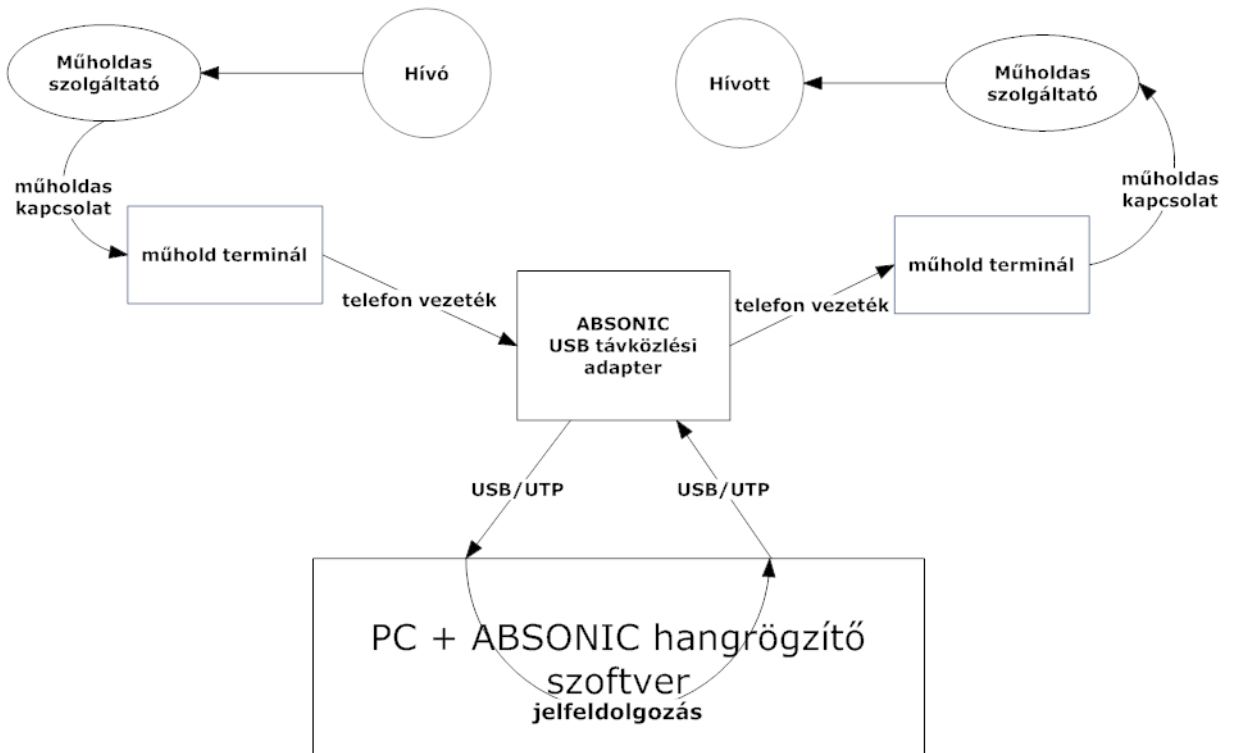 Műholdas
szolgáltató
Hívó
Hívott
Műholdas
szolgáltató
műholdas
kapcsolat
műholdas
kapcsolat
műhold terminál
műhold terminál
telefon vezeték
telefon vezeték
ABSONIC
USB távközlési
adapter
USB/UTP
USB/UTP
PC + ABSONIC hangrögzítő
szoftver
jelfeldolgozás